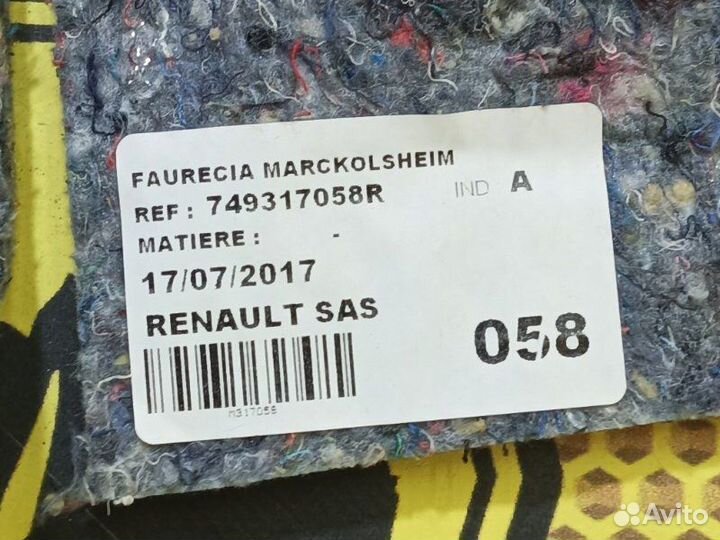 FAURECIA MARCKOLSHEIM
REF : 749317058R IND A
MATIERE : -
17/07/2017
RENAULT SAS
058
M317058
Avito